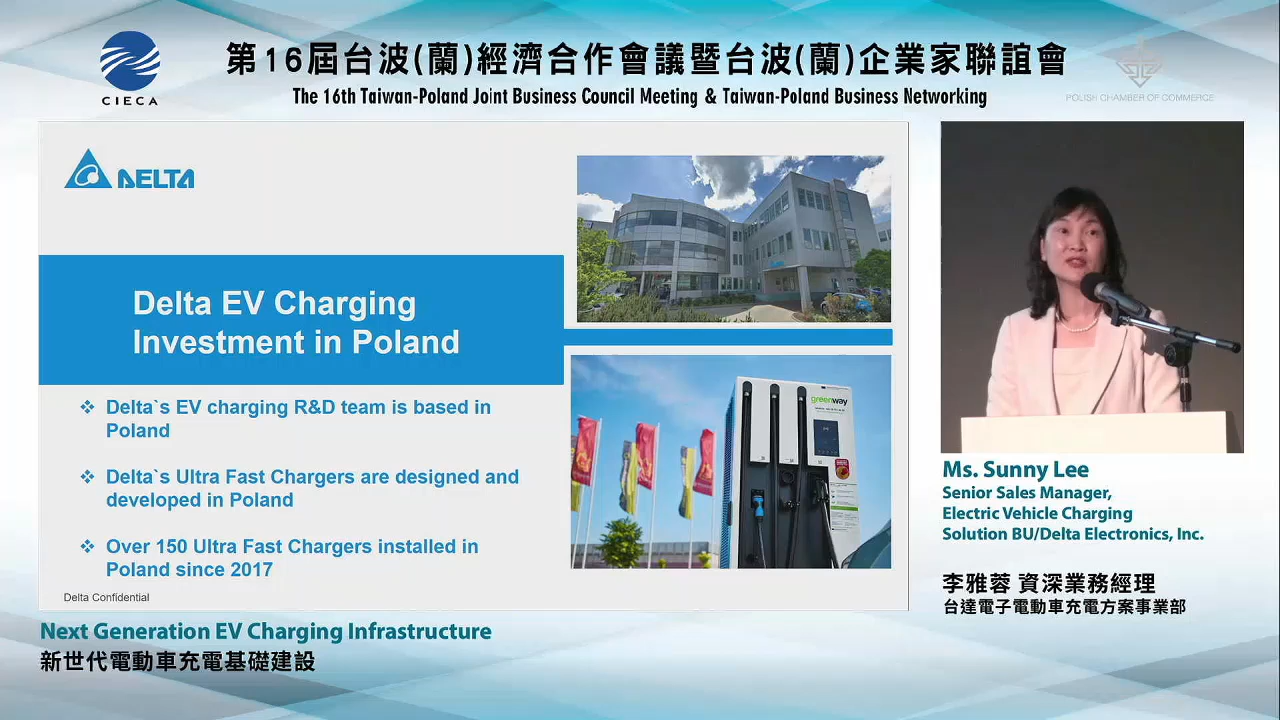 第16屆台波(蘭)經濟合作會議暨台波(蘭)企業家聯誼會
The 16th Taiwan-Poland Joint Business Council Meeting & Taiwan-Poland Business Networking
CIECA
POLISH CHAMBER OF COMMERCE
DELTA
Delta EV Charging
Investment in Poland
❖ Delta`s EV charging R&D team is based in
Poland
❖ Delta`s Ultra Fast Chargers are designed and
developed in Poland
❖ Over 150 Ultra Fast Chargers installed in
Poland since 2017
Delta Confidential
greenway
Ms. Sunny Lee
Senior Sales Manager,
Electric Vehicle Charging
Solution BU/Delta Electronics, Inc.
李雅蓉 資深業務經理
台達電子電動車充電方案事業部
Next Generation EV Charging Infrastructure
新世代電動車充電基礎建設